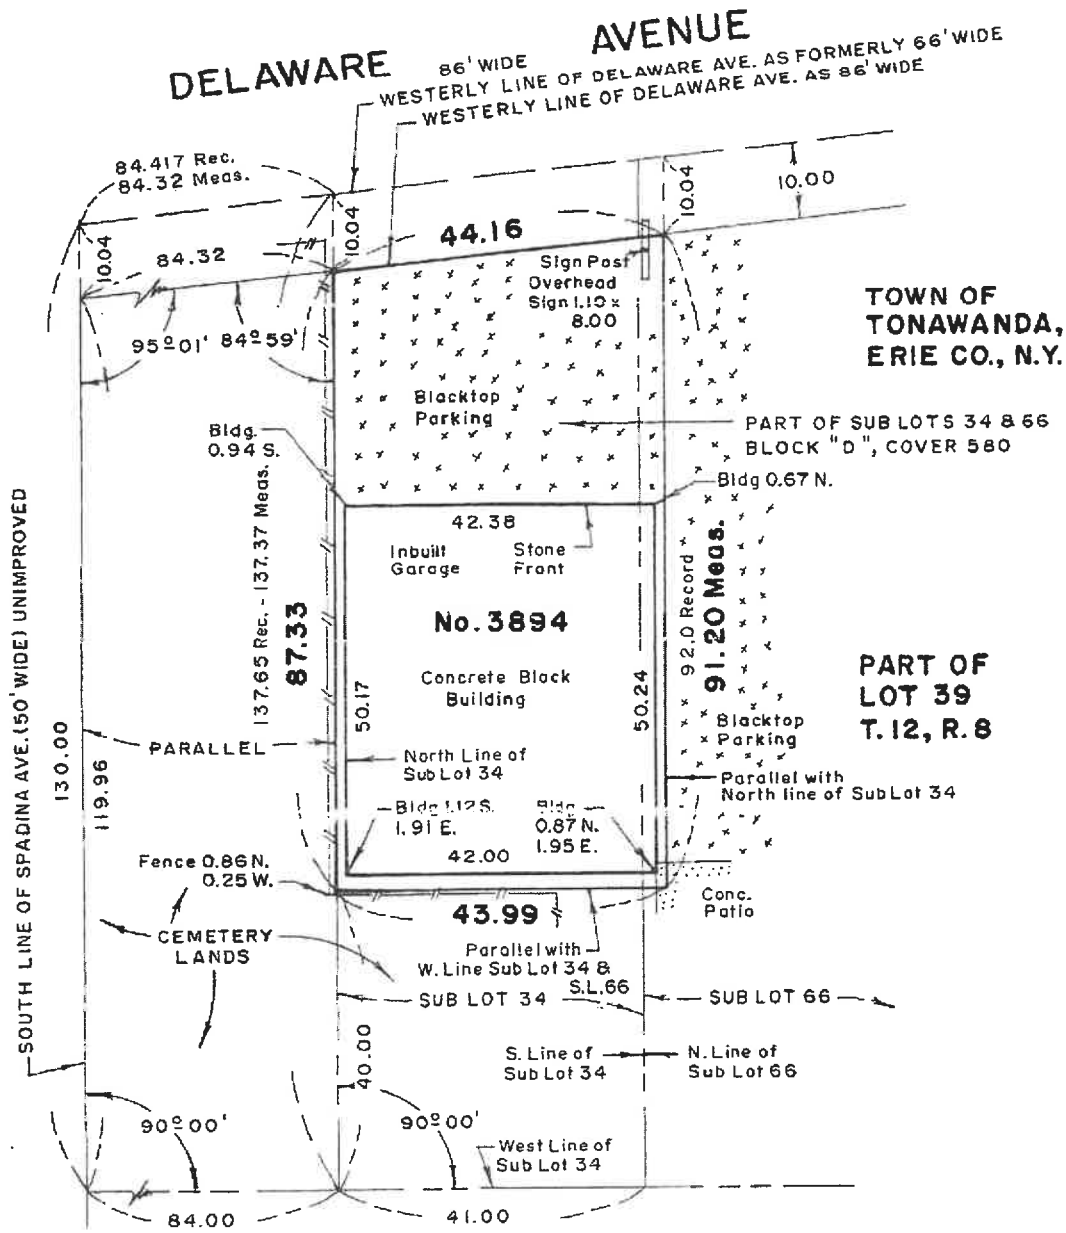 DELAWARE AVENUE
86' WIDE
WESTERLY LINE OF DELAWARE AVE. AS FORMERLY 66' WIDE
WESTERLY LINE OF DELAWARE AVE. AS 86' WIDE
84.417 Rec.
84.32 Meas.
10.04
10.04
10.04
10.00
84.32
44.16
Sign Post
Overhead
Sign 1.10 x
8.00
95º01' 84º59'
TOWN OF
TONAWANDA,
ERIE CO., N.Y.
Blacktop
Parking
PART OF SUB LOTS 34 & 66
BLOCK "D", COVER 580
Bldg.
0.94 S.
Bldg 0.67 N.
42.38
Inbuilt
Garage
Stone
Front
137.65 Rec. - 137.37 Meas.
87.33
92.0 Record
91.20 Meas.
No. 3894
Concrete Block
Building
50.17
50.24
PART OF
LOT 39
T. 12, R. 8
Blacktop
Parking
SOUTH LINE OF SPADINA AVE. (50' WIDE) UNIMPROVED
130.00
119.96
PARALLEL
North Line of
Sub Lot 34
Parallel with
North line of Sub Lot 34
Bldg 1.12 S.
1.91 E.
Bldg
0.87 N.
1.95 E.
42.00
Fence 0.86 N.
0.25 W.
Conc.
Patio
43.99
CEMETERY
LANDS
Parallel with
W. Line Sub Lot 34 &
S.L. 66
SUB LOT 34
SUB LOT 66
40.00
S. Line of
Sub Lot 34
N. Line of
Sub Lot 66
90º00'
90º00'
West Line of
Sub Lot 34
84.00
41.00